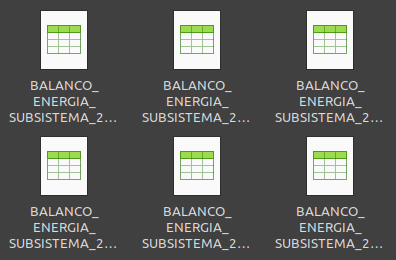 BALANCO_ BALANCO_ BALANCO_
ENERGIA_ ENERGIA_ ENERGIA_
SUBSISTEMA_2... SUBSISTEMA_2... SUBSISTEMA_2...
BALANCO_ BALANCO_ BALANCO_
ENERGIA_ ENERGIA_ ENERGIA_
SUBSISTEMA_2... SUBSISTEMA_2... SUBSISTEMA_2...